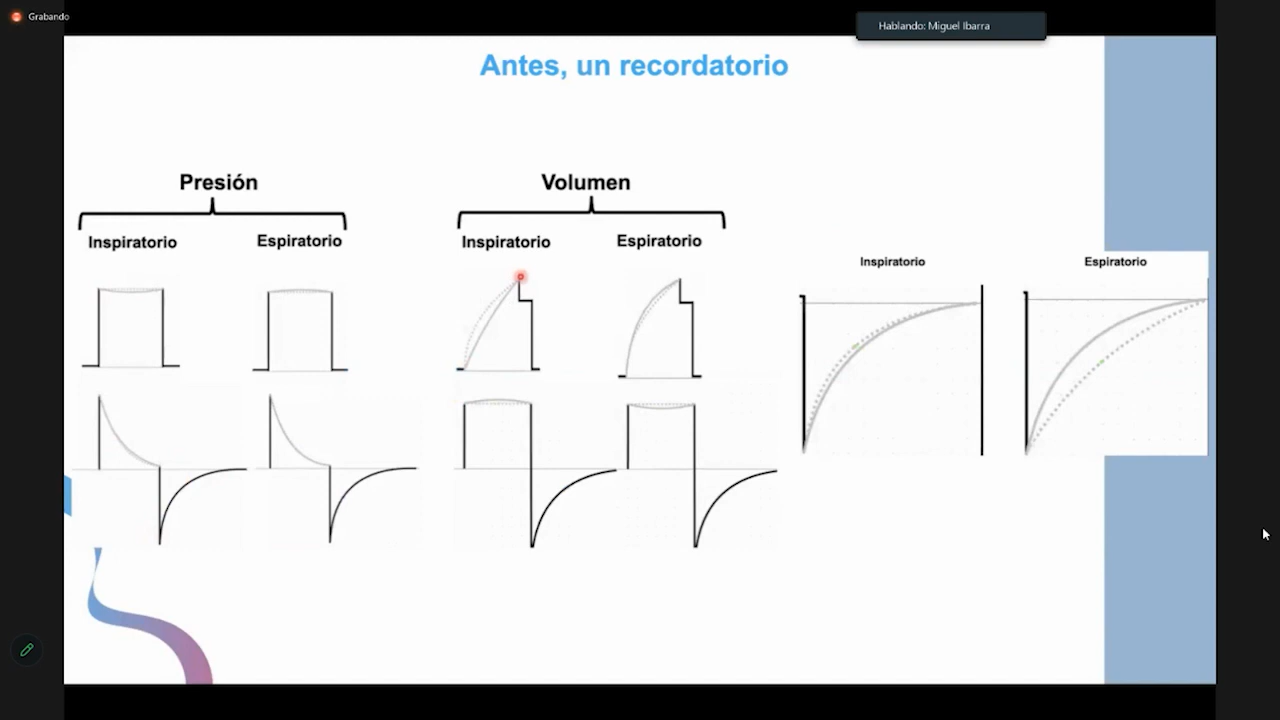 Grabando
Hablando: Miguel Ibarra
Antes, un recordatorio
Presión
Volumen
Inspiratorio
Espiratorio
Inspiratorio
Espiratorio
Inspiratorio
Espiratorio